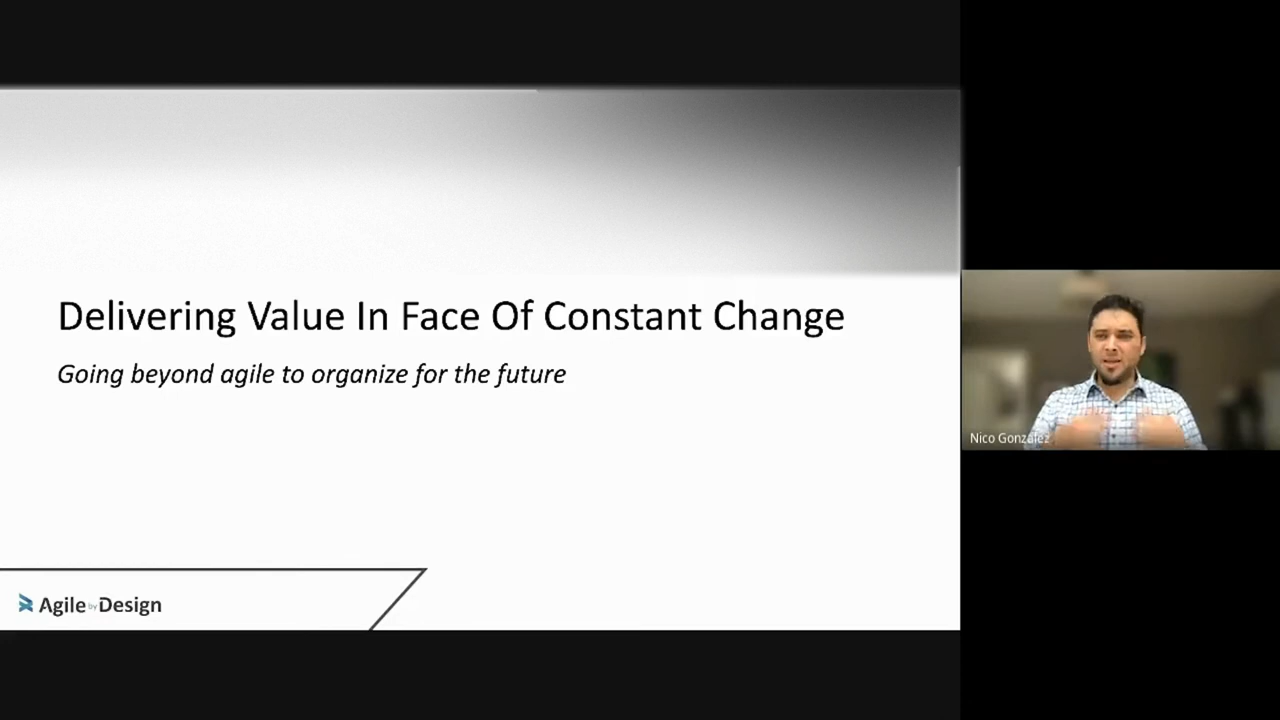 Delivering Value In Face Of Constant Change
Going beyond agile to organize for the future
Agile by Design
Nico Gonzalez